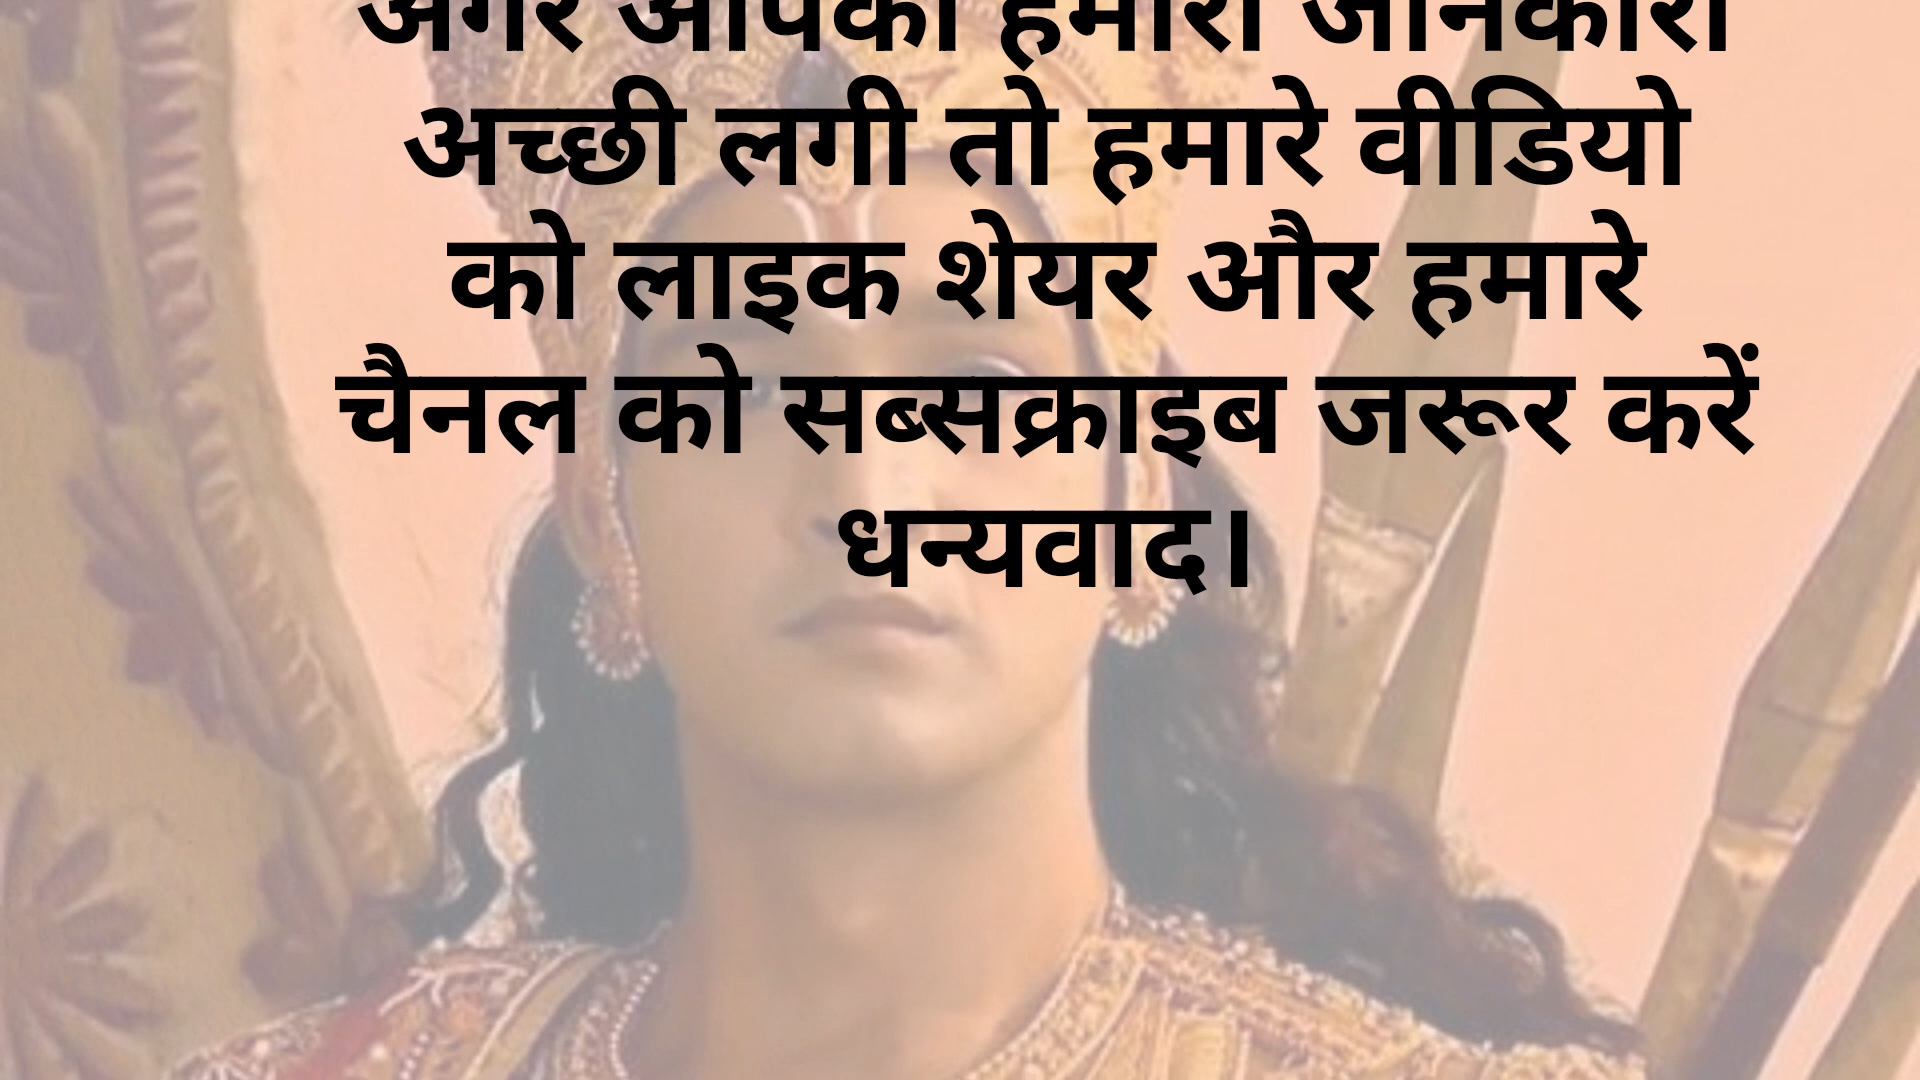 अगर आपको हमारी जानकारी
अच्छी लगी तो हमारे वीडियो
को लाइक शेयर और हमारे
चैनल को सब्सक्राइब जरूर करें
धन्यवाद।